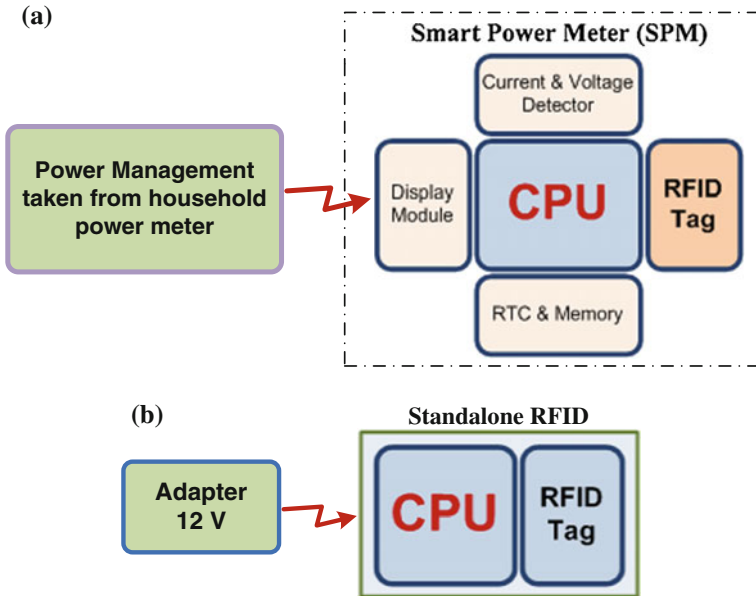 (a)
Smart Power Meter (SPM)
Current & Voltage
Detector
Power Management
taken from household
power meter
Display
Module
CPU
RFID
Tag
RTC & Memory
(b)
Standalone RFID
Adapter
12 V
CPU
RFID
Tag